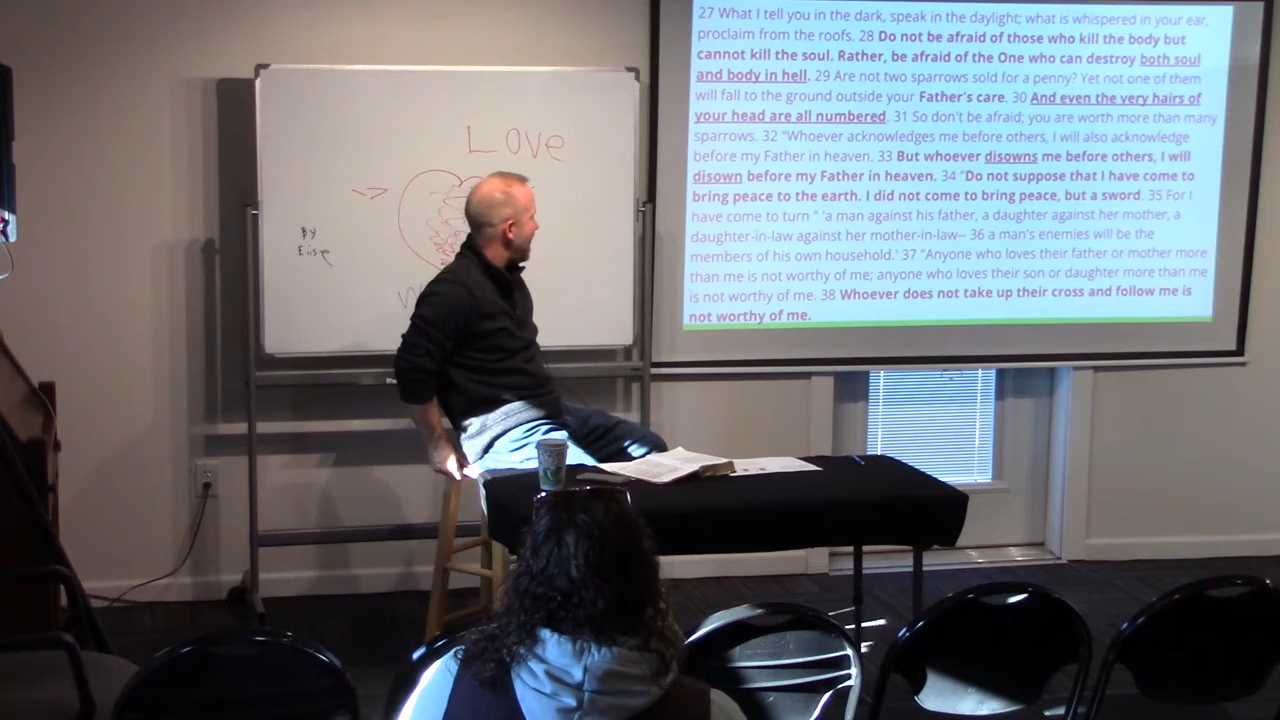 Love
By
27 What I tell you in the dark, speak in the daylight; what is whispered in your ear,
proclaim from the roofs. 28 Do not be afraid of those who kill the body but
cannot kill the soul. Rather, be afraid of the One who can destroy both soul
and body in hell. 29 Are not two sparrows sold for a penny? Yet not one of them
will fall to the ground outside your Father's care. 30 And even the very hairs of
your head are all numbered. 31 So don't be afraid; you are worth more than many
sparrows. 32 "Whoever acknowledges me before others, I will also acknowledge
before my Father in heaven. 33 But whoever disowns me before others, I will
disown before my Father in heaven. 34 "Do not suppose that I have come to
bring peace to the earth. I did not come to bring peace, but a sword. 35 For I
have come to turn " 'a man against his father, a daughter against her mother, a
daughter-in-law against her mother-in-law-- 36 a man's enemies will be the
members of his own household.' 37 "Anyone who loves their father or mother more
than me is not worthy of me; anyone who loves their son or daughter more than me
is not worthy of me. 38 Whoever does not take up their cross and follow me is
not worthy of me.